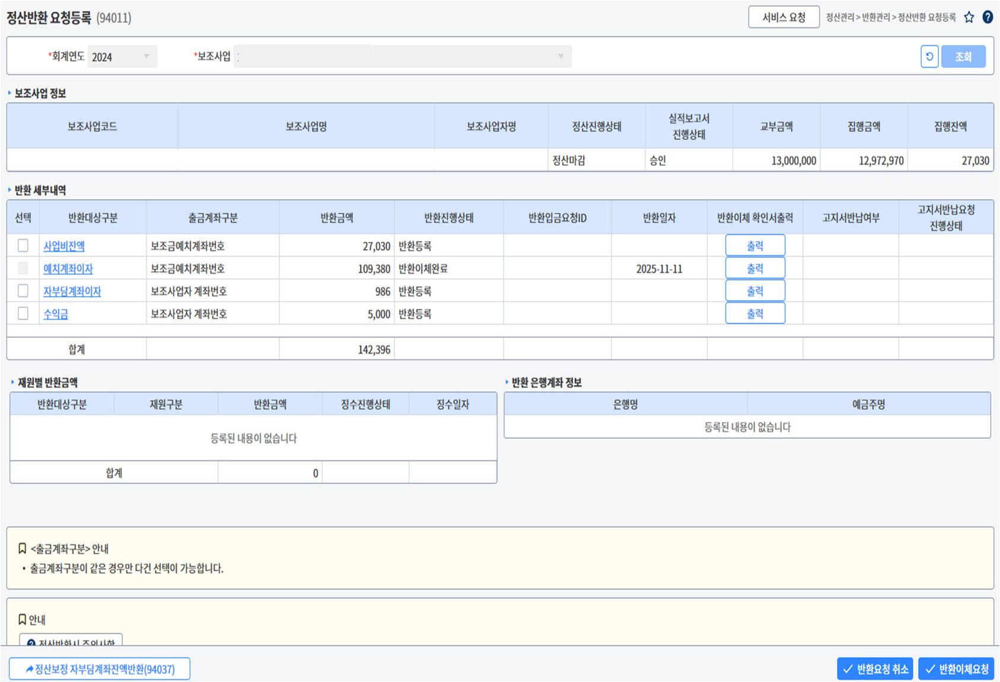 정산반환 요청등록 (94011)
서비스 요청
정산관리 > 반환관리 > 정산반환 요청등록
*회계연도 2024 *보조사업
조회
보조사업 정보
보조사업코드 보조사업명 보조사업자명 정산진행상태 실적보고서 진행상태 교부금액 집행금액 집행잔액
정산마감 승인 13,000,000 12,972,970 27,030
반환 세부내역
선택 반환대상구분 출금계좌구분 반환금액 반환진행상태 반환입금요청ID 반환일자 반환이체 확인서출력 고지서반납여부 고지서반납요청 진행상태
사업비잔액 보조금예치계좌번호 27,030 반환등록 출력
예치계좌이자 보조금예치계좌번호 109,380 반환이체완료 2025-11-11 출력
자부담계좌이자 보조사업자 계좌번호 986 반환등록 출력
수익금 보조사업자 계좌번호 5,000 반환등록 출력
합계 142,396
재원별 반환금액
반환대상구분 재원구분 반환금액 징수진행상태 징수일자
등록된 내용이 없습니다
합계 0
반환 은행계좌 정보
은행명 예금주명
등록된 내용이 없습니다
<출금계좌구분> 안내
• 출금계좌구분이 같은 경우만 다건 선택이 가능합니다.
안내
정산반환시 주의사항
정산보정 자부담계좌잔액반환(94037)
반환요청 취소
반환이체요청